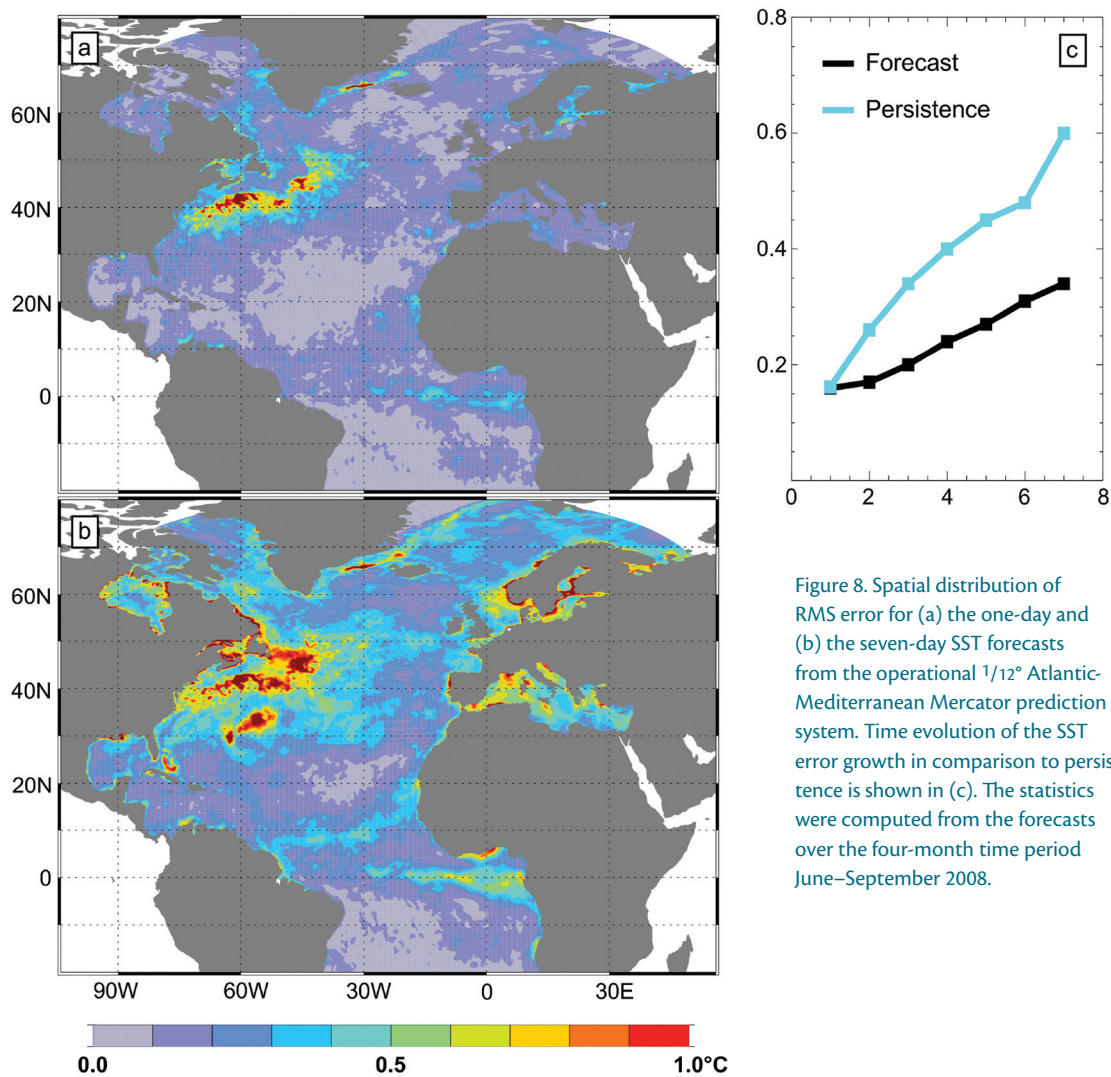 a
60N
40N
20N
0
b
60N
40N
20N
0
90W
60W
30W
0
30E
0.0
0.5
1.0°C
c
Forecast
Persistence
0.8
0.6
0.4
0.2
0
2
4
6
8
Figure 8. Spatial distribution of
RMS error for (a) the one-day and
(b) the seven-day SST forecasts
from the operational 1/12° Atlantic-
Mediterranean Mercator prediction
system. Time evolution of the SST
error growth in comparison to persis
tence is shown in (c). The statistics
were computed from the forecasts
over the four-month time period
June–September 2008.